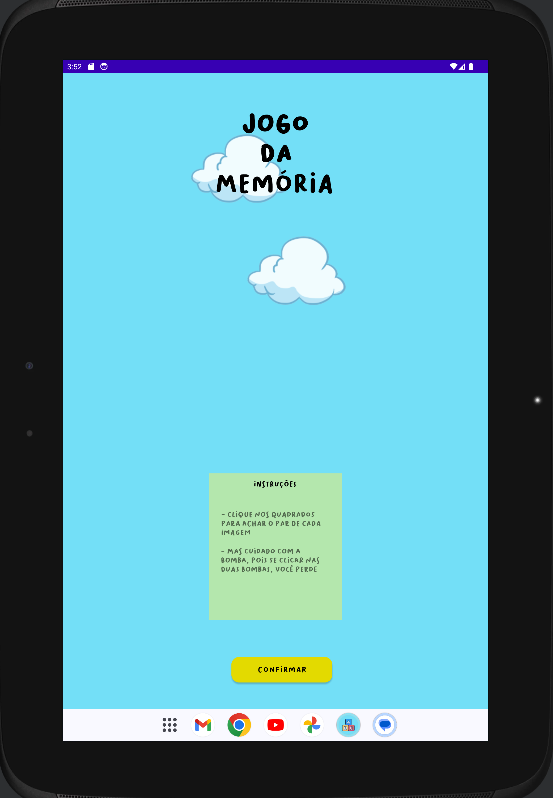 3:52
JOGO
DA
MEMÓRiA
iNSTRUÇÕES
- CLiQUE NOS QUADRADOS
PARA ACHAR O PAR DE CADA
IMAGEM
- MAS CUiDADO COM A
BOMBA, POiS SE CLiCAR NAS
DUAS BOMBAS, VOCÊ PERDE
CONFiRMAR